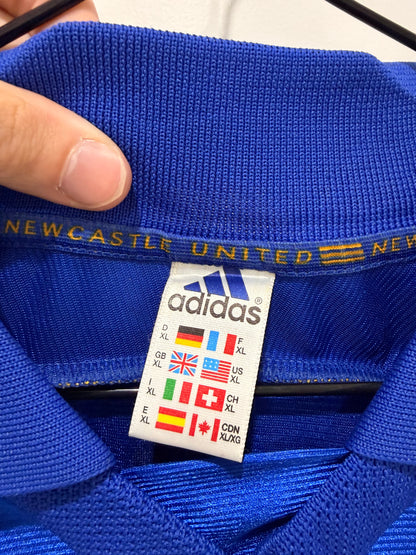 NEWCASTLE UNITED NEW
adidas®
D XL F XL
GB XL US XL
I XL CH XL
E XL CDN XL/XG